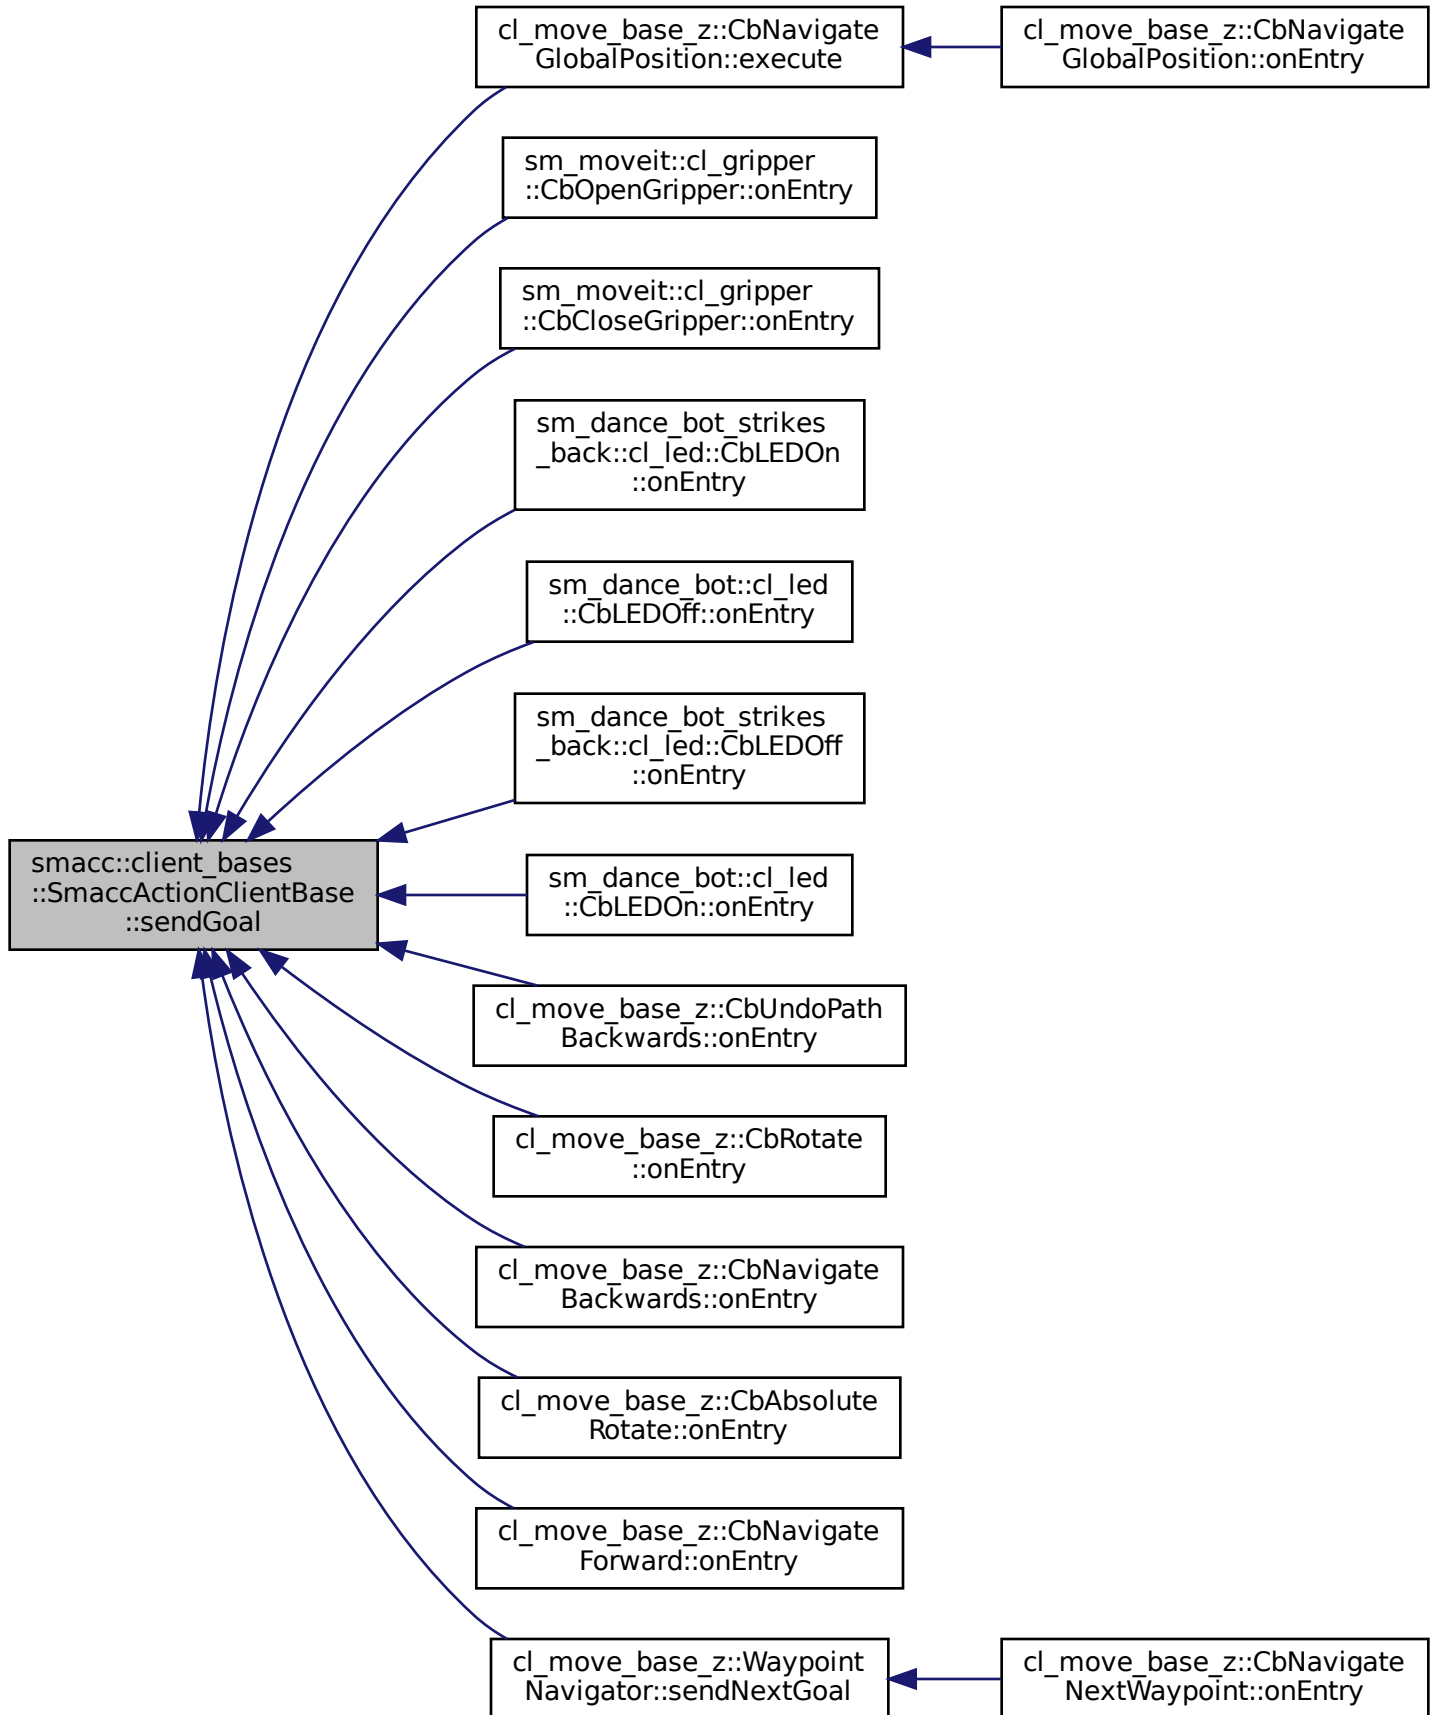 cl_move_base_z::CbNavigate
GlobalPosition::execute
cl_move_base_z::CbNavigate
GlobalPosition::onEntry
sm_moveit::cl_gripper
::CbOpenGripper::onEntry
sm_moveit::cl_gripper
::CbCloseGripper::onEntry
sm_dance_bot_strikes
_back::cl_led::CbLEDOn
::onEntry
sm_dance_bot::cl_led
::CbLEDOff::onEntry
sm_dance_bot_strikes
_back::cl_led::CbLEDOff
::onEntry
smacc::client_bases
::SmaccActionClientBase
::sendGoal
sm_dance_bot::cl_led
::CbLEDOn::onEntry
cl_move_base_z::CbUndoPath
Backwards::onEntry
cl_move_base_z::CbRotate
::onEntry
cl_move_base_z::CbNavigate
Backwards::onEntry
cl_move_base_z::CbAbsolute
Rotate::onEntry
cl_move_base_z::CbNavigate
Forward::onEntry
cl_move_base_z::Waypoint
Navigator::sendNextGoal
cl_move_base_z::CbNavigate
NextWaypoint::onEntry